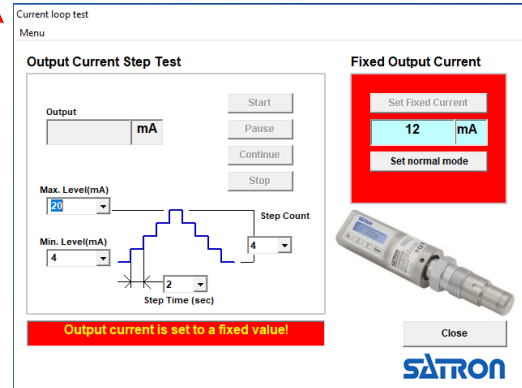 Current loop test
Menu
Output Current Step Test
Output
mA
Start
Pause
Continue
Stop
Max. Level(mA)
20
Min. Level(mA)
4
Step Count
4
2
Step Time (sec)
Output current is set to a fixed value!
Fixed Output Current
Set Fixed Current
12 mA
Set normal mode
Close
SATRON